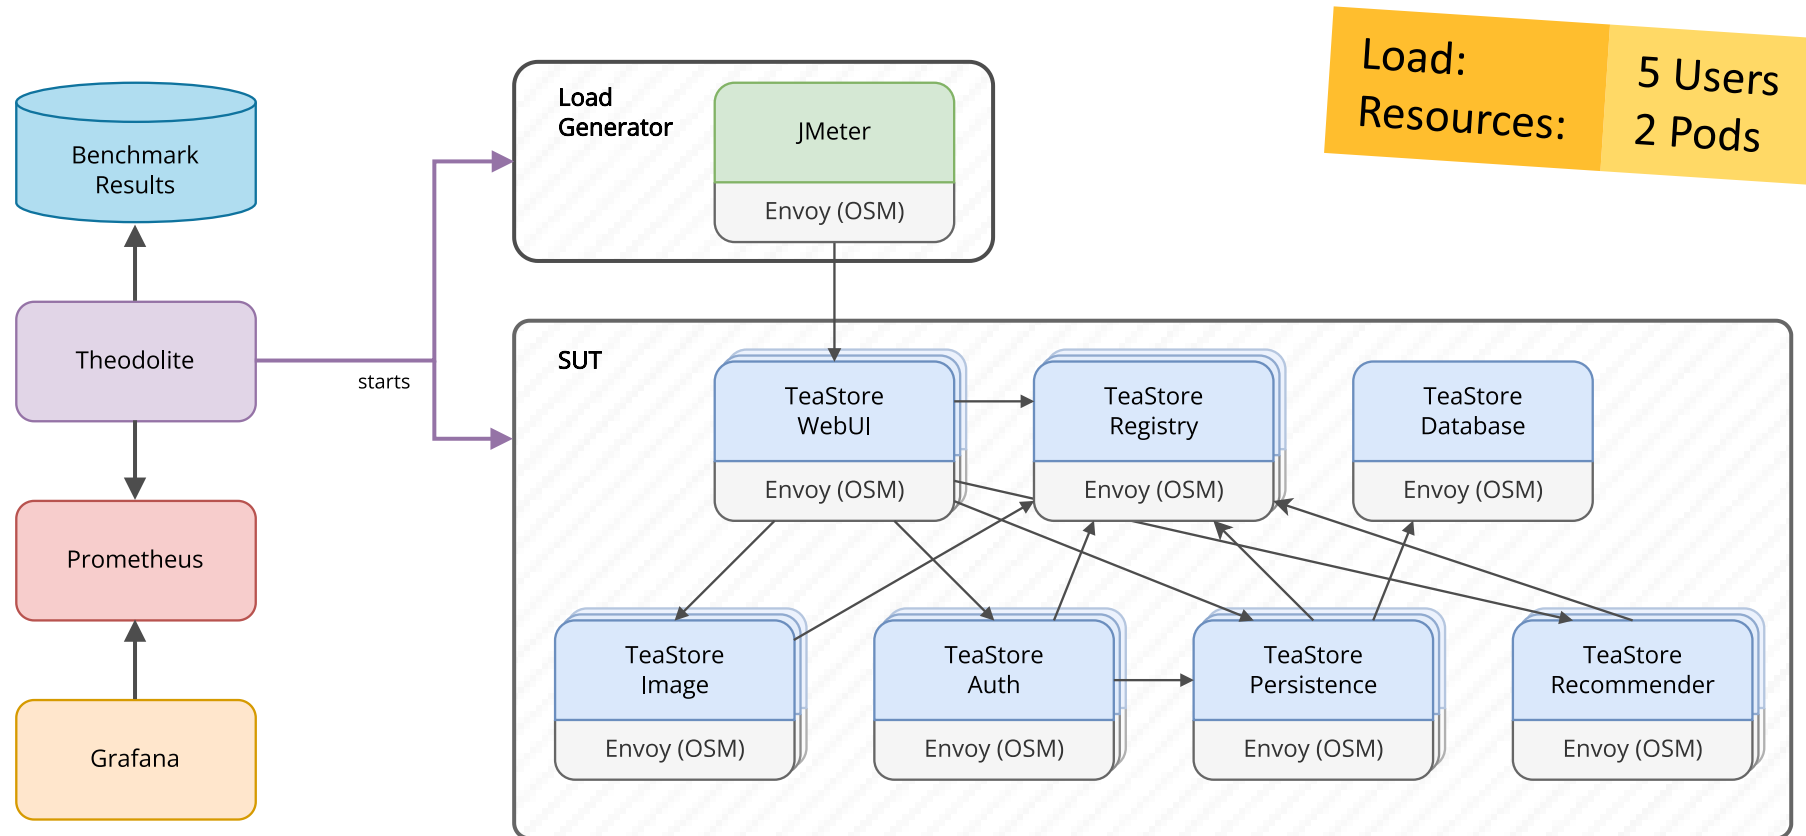 Load:
Resources:
5 Users
2 Pods
Benchmark
Results
Theodolite
starts
Prometheus
Grafana
Load
Generator
JMeter
Envoy (OSM)
SUT
TeaStore
WebUI
Envoy (OSM)
TeaStore
Registry
Envoy (OSM)
TeaStore
Database
Envoy (OSM)
TeaStore
Image
Envoy (OSM)
TeaStore
Auth
Envoy (OSM)
TeaStore
Persistence
Envoy (OSM)
TeaStore
Recommender
Envoy (OSM)